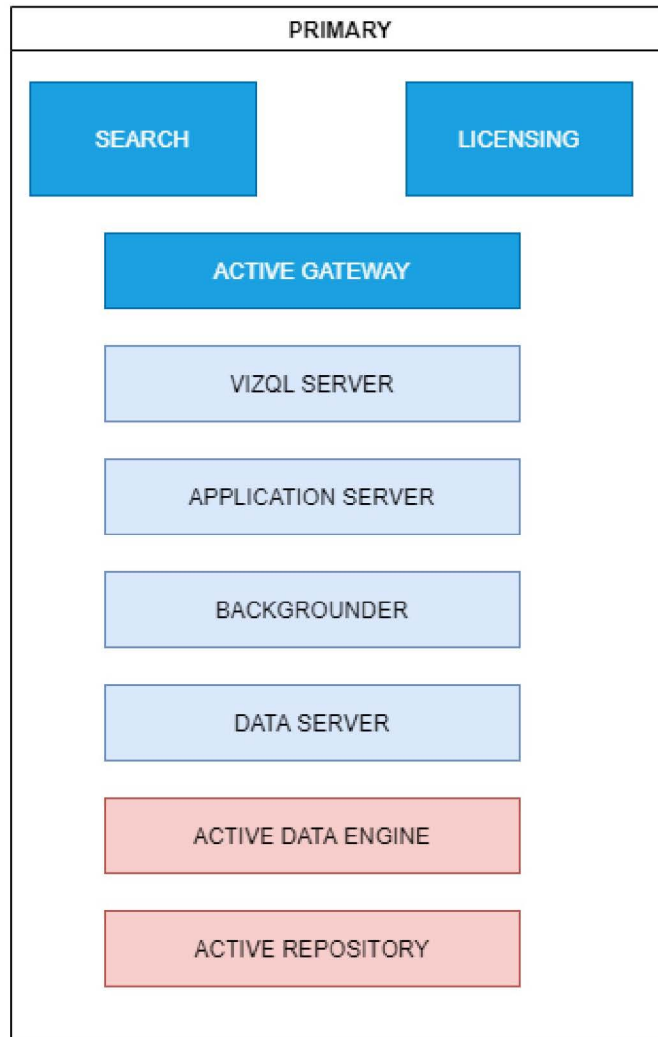 PRIMARY
SEARCH
LICENSING
ACTIVE GATEWAY
VIZQL SERVER
APPLICATION SERVER
BACKGROUNDER
DATA SERVER
ACTIVE DATA ENGINE
ACTIVE REPOSITORY